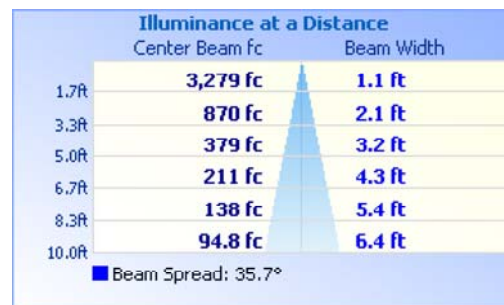 Illuminance at a Distance
Center Beam fc Beam Width
3,279 fc 1.1 ft
1.7ft
870 fc 2.1 ft
3.3ft
379 fc 3.2 ft
5.0ft
211 fc 4.3 ft
6.7ft
138 fc 5.4 ft
8.3ft
94.8 fc 6.4 ft
10.0ft
Beam Spread: 35.7°